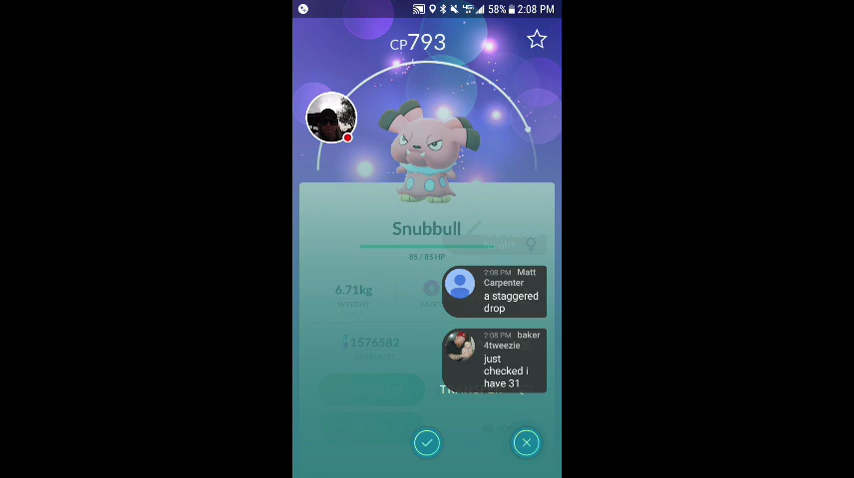 58% 2:08 PM
CP793
Snubbull
85 / 85 HP
2:08 PM Matt
Carpenter
a staggered
drop
6.71kg
WEIGHT
2:08 PM baker
4tweezie
just
checked i
have 31
1576582